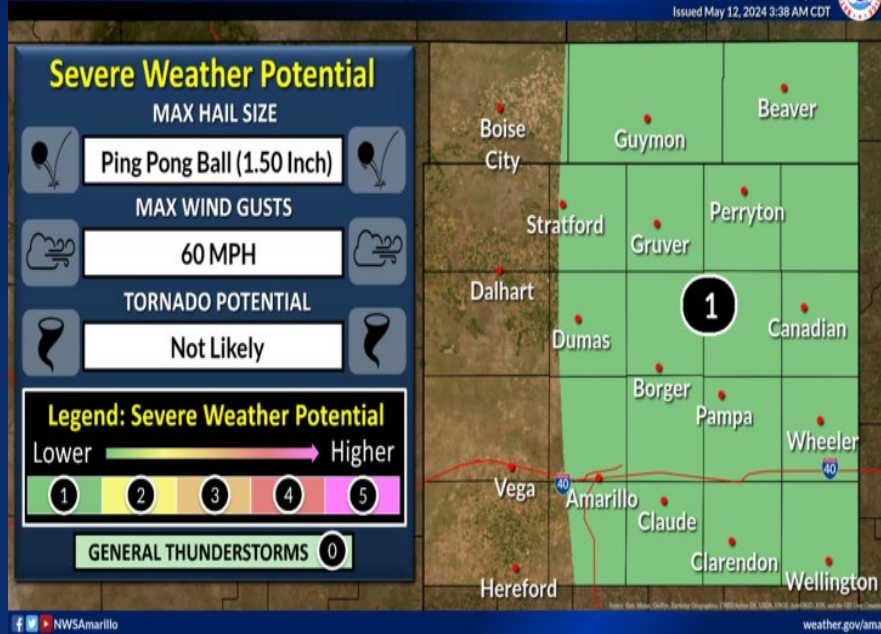 Issued May 12, 2024 3:38 AM CDT
Severe Weather Potential
MAX HAIL SIZE
Ping Pong Ball (1.50 Inch)
MAX WIND GUSTS
60 MPH
TORNADO POTENTIAL
Not Likely
Legend: Severe Weather Potential
Lower Higher
1 2 3 4 5
GENERAL THUNDERSTORMS 0
Boise
City
Guymon
Beaver
Stratford
Gruver
Perryton
Dalhart
Dumas
1
Canadian
Borger
Pampa
Wheeler
40
Vega
40
Amarillo
Claude
Clarendon
Hereford
Wellington
NWSAmarillo
weather.gov/ama